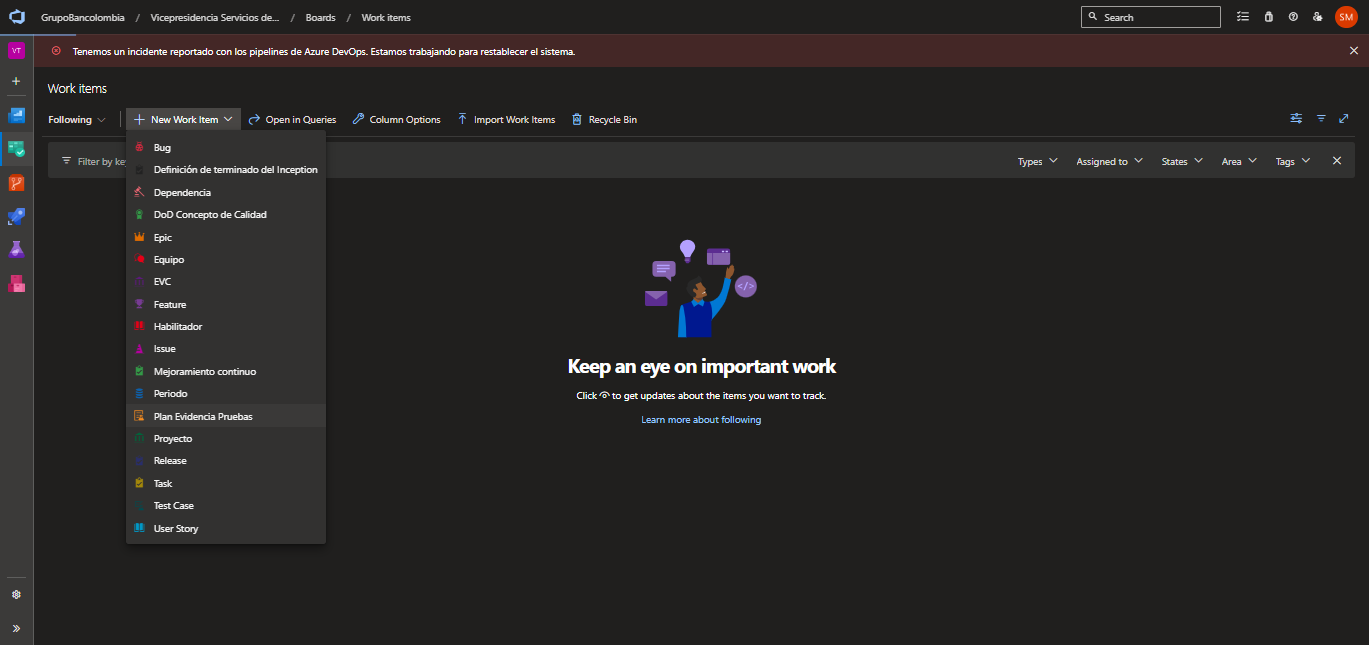 GrupoBancolombia / Vicepresidencia Servicios de... / Boards / Work items
Search
SM
VT
Tenemos un incidente reportado con los pipelines de Azure DevOps. Estamos trabajando para restablecer el sistema.
Work items
Following
New Work Item
Open in Queries
Column Options
Import Work Items
Recycle Bin
Filter by ke
Types
Assigned to
States
Area
Tags
Bug
Definición de terminado del Inception
Dependencia
DoD Concepto de Calidad
Epic
Equipo
EVC
Feature
Habilitador
Issue
Mejoramiento continuo
Periodo
Plan Evidencia Pruebas
Proyecto
Release
Task
Test Case
User Story
Keep an eye on important work
Click to get updates about the items you want to track.
Learn more about following